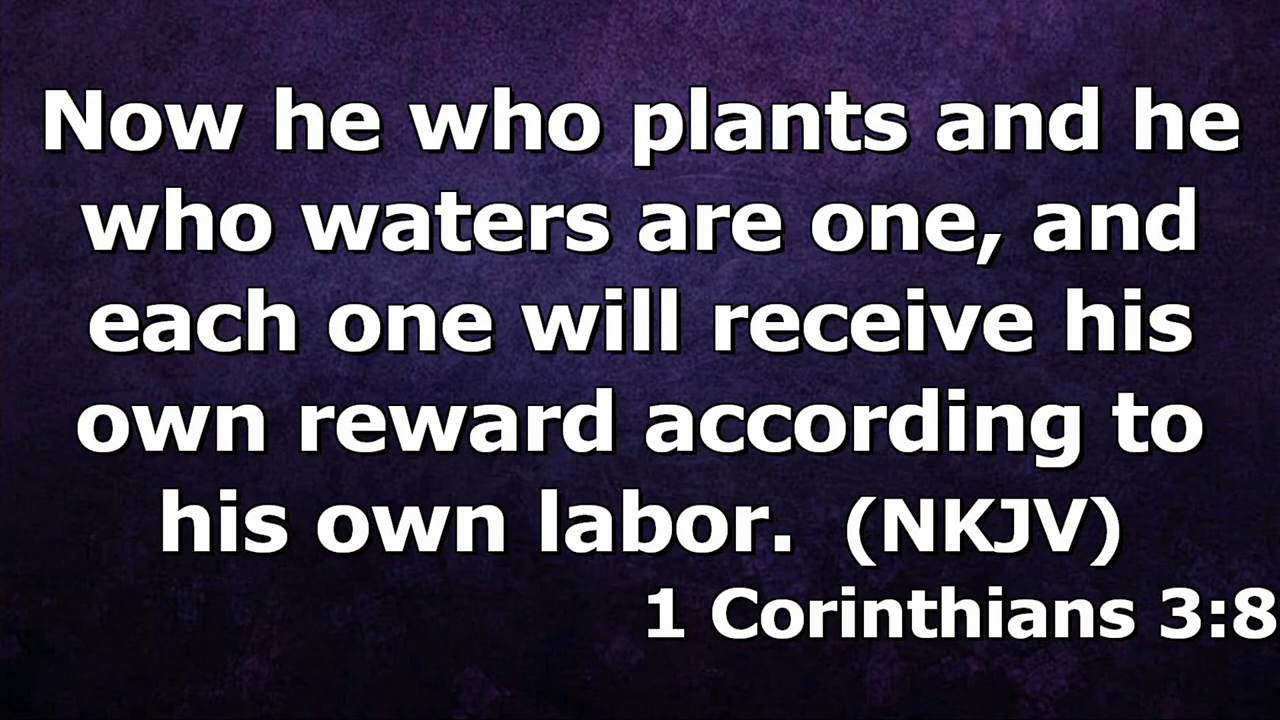 Now he who plants and he
who waters are one, and
each one will receive his
own reward according to
his own labor.  (NKJV)
1 Corinthians 3:8